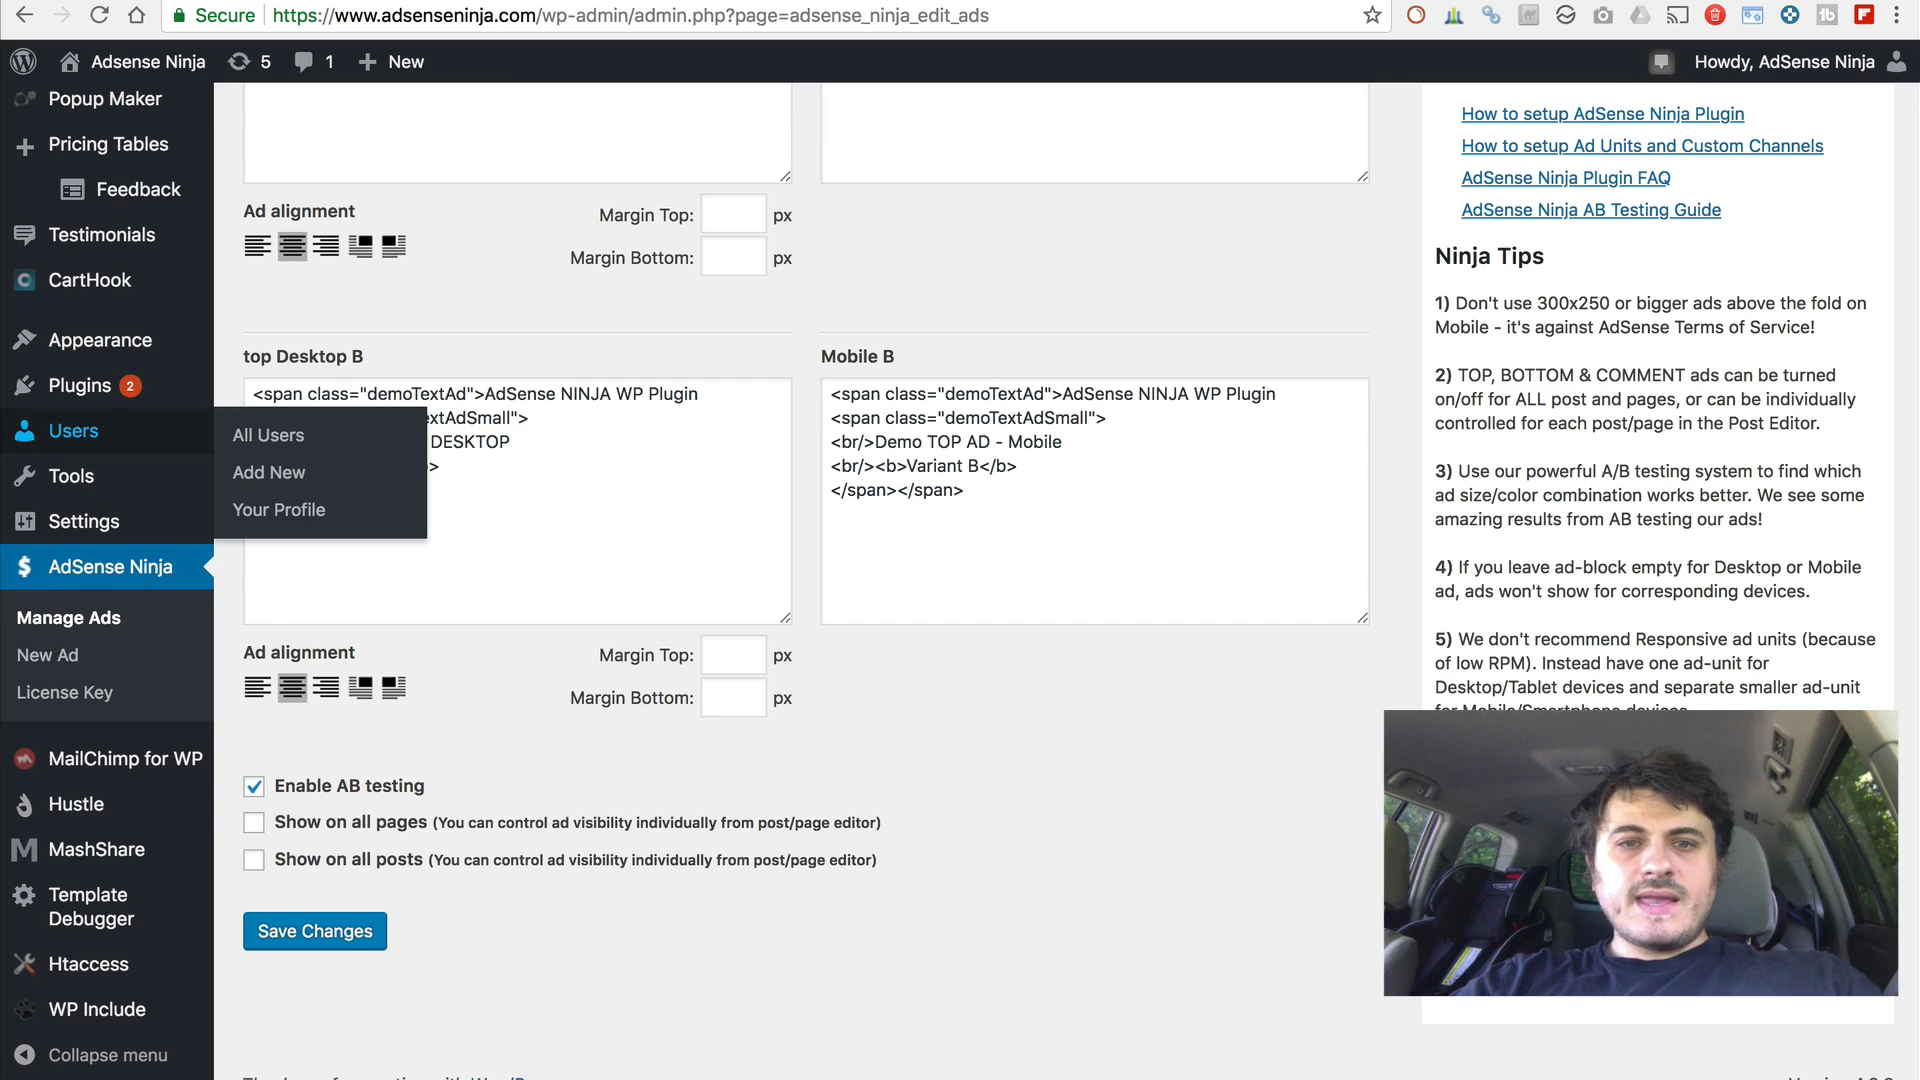 Secure https://www.adsenseninja.com/wp-admin/admin.php?page=adsense_ninja_edit_ads
Adsense Ninja 5 1 New Howdy, AdSense Ninja
Popup Maker
Pricing Tables
Feedback
Testimonials
CartHook
Appearance
Plugins 2
Users
All Users
Add New
Your Profile
Tools
Settings
AdSense Ninja
Manage Ads
New Ad
License Key
MailChimp for WP
Hustle
MashShare
Template
Debugger
Htaccess
WP Include
Collapse menu
Ad alignment
Margin Top: px
Margin Bottom: px
top Desktop B
<span class="demoTextAd">AdSense NINJA WP Plugin
xtAdSmall">
DESKTOP
>
Mobile B
<span class="demoTextAd">AdSense NINJA WP Plugin
<span class="demoTextAdSmall">
<br/>Demo TOP AD - Mobile
<br/><b>Variant B</b>
</span></span>
Ad alignment
Margin Top: px
Margin Bottom: px
Enable AB testing
Show on all pages (You can control ad visibility individually from post/page editor)
Show on all posts (You can control ad visibility individually from post/page editor)
Save Changes
How to setup AdSense Ninja Plugin
How to setup Ad Units and Custom Channels
AdSense Ninja Plugin FAQ
AdSense Ninja AB Testing Guide
Ninja Tips
1) Don't use 300x250 or bigger ads above the fold on
Mobile - it's against AdSense Terms of Service!
2) TOP, BOTTOM & COMMENT ads can be turned
on/off for ALL post and pages, or can be individually
controlled for each post/page in the Post Editor.
3) Use our powerful A/B testing system to find which
ad size/color combination works better. We see some
amazing results from AB testing our ads!
4) If you leave ad-block empty for Desktop or Mobile
ad, ads won't show for corresponding devices.
5) We don't recommend Responsive ad units (because
of low RPM). Instead have one ad-unit for
Desktop/Tablet devices and separate smaller ad-unit
for Mobile/Smartphone devices